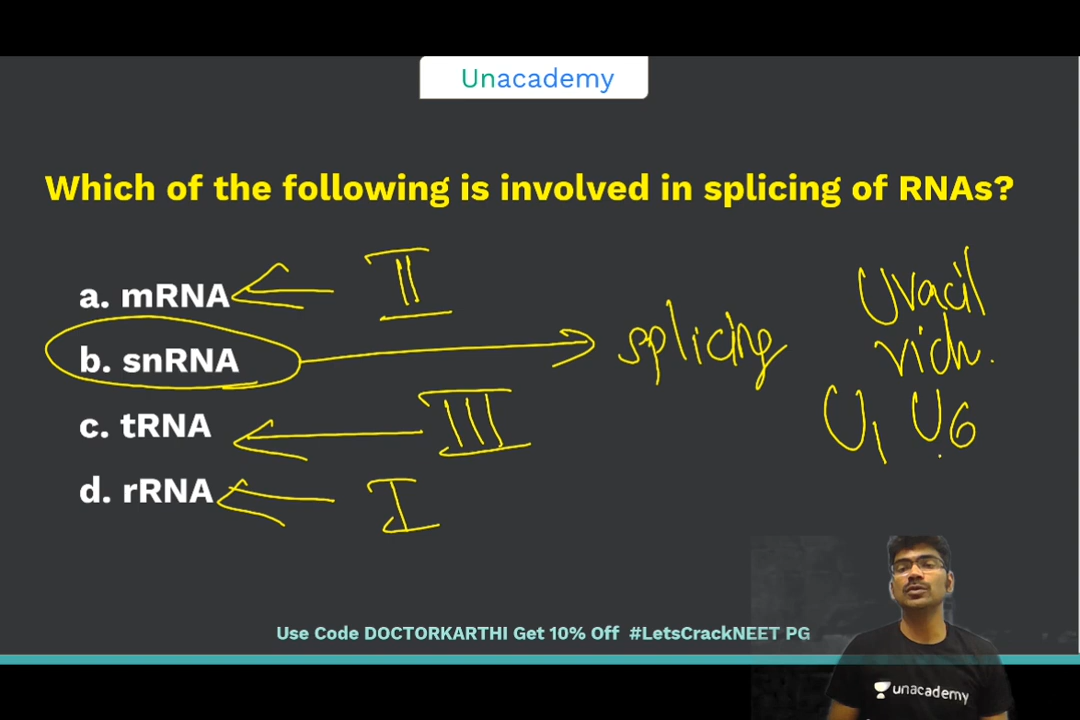 Unacademy
Which of the following is involved in splicing of RNAs?
a. mRNA
II
b. snRNA
splicing
Uracil
rich.
c. tRNA
III
U1 U6
d. rRNA
I
Use Code DOCTORKARTHI Get 10% Off #LetsCrackNEET PG
unacademy